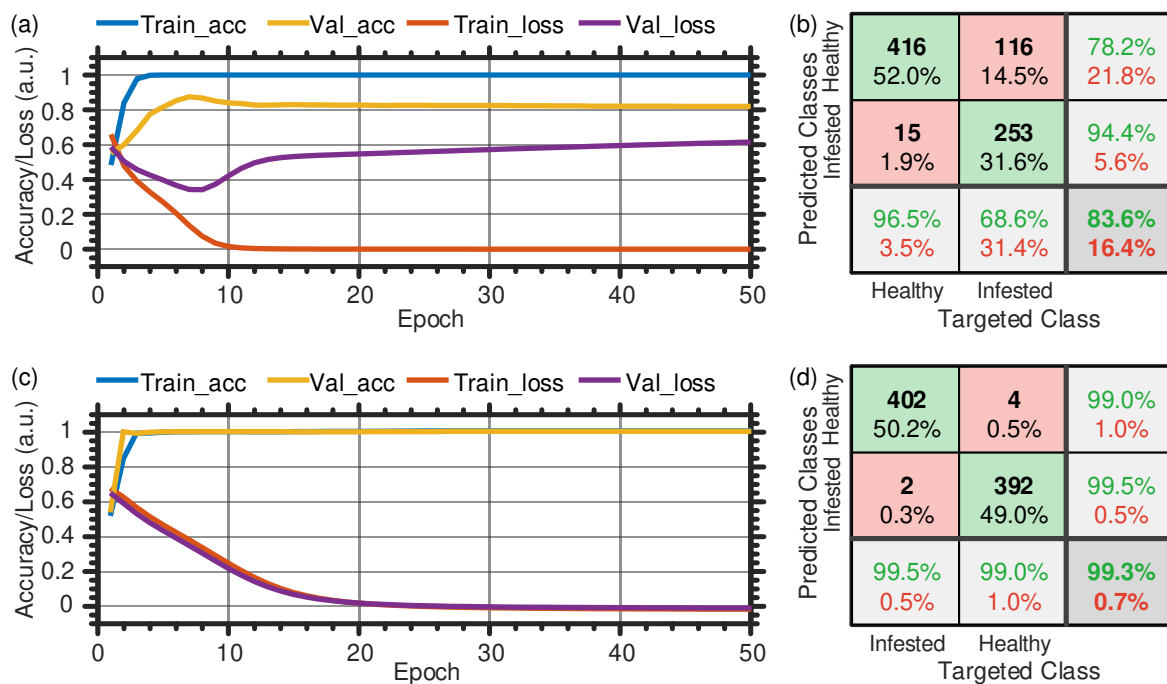 (a) Train_acc Val_acc Train_loss Val_loss
Accuracy/Loss (a.u.)
1
0.8
0.6
0.4
0.2
0
0 10 20 30 40 50
Epoch
(b)
Predicted Classes
Healthy
Infested
416 116 78.2%
52.0% 14.5% 21.8%
15 253 94.4%
1.9% 31.6% 5.6%
96.5% 68.6% 83.6%
3.5% 31.4% 16.4%
Healthy Infested
Targeted Class
(c) Train_acc Val_acc Train_loss Val_loss
Accuracy/Loss (a.u.)
1
0.8
0.6
0.4
0.2
0
0 10 20 30 40 50
Epoch
(d)
Predicted Classes
Healthy
Infested
402 4 99.0%
50.2% 0.5% 1.0%
2 392 99.5%
0.3% 49.0% 0.5%
99.5% 99.0% 99.3%
0.5% 1.0% 0.7%
Infested Healthy
Targeted Class